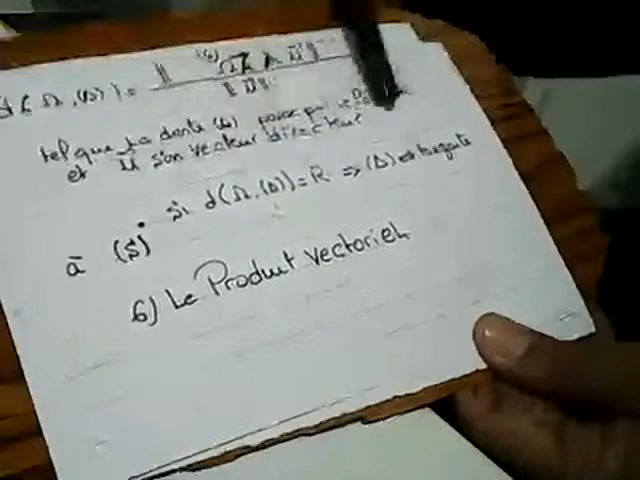 d(Ω,(Δ)) =
tel que la droite (Δ) passe par
et u⃗ son vecteur directeur
si d(Ω,(Δ)) = R ⇒ (Δ) est tangente
à (S)
6) Le Produit vectoriel